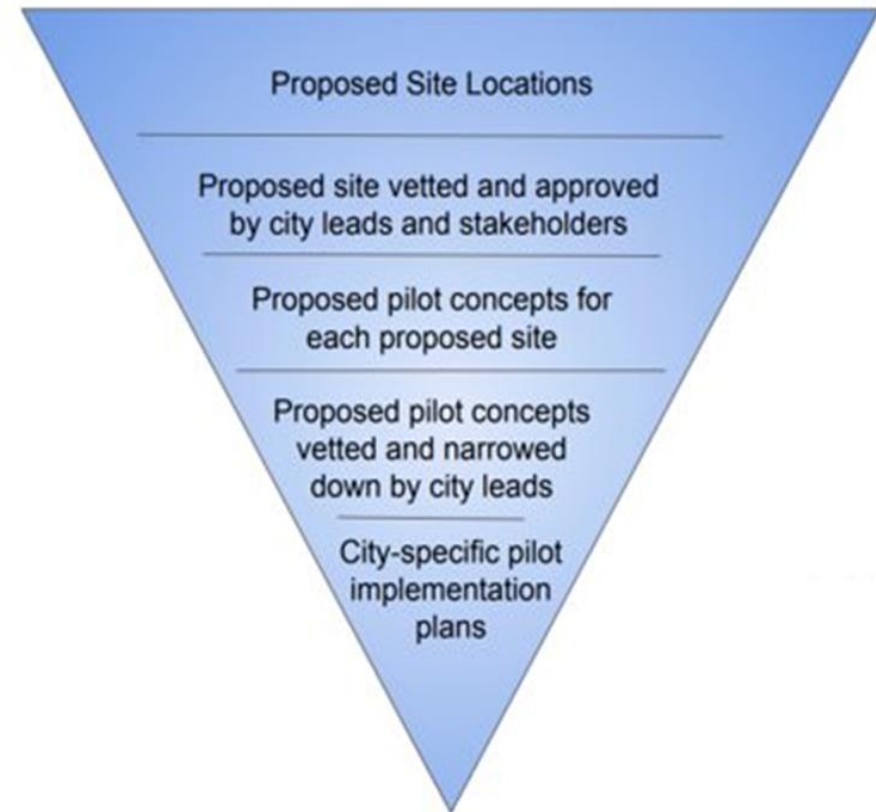 Proposed Site Locations
Proposed site vetted and approved
by city leads and stakeholders
Proposed pilot concepts for
each proposed site
Proposed pilot concepts
vetted and narrowed
down by city leads
City-specific pilot
implementation
plans